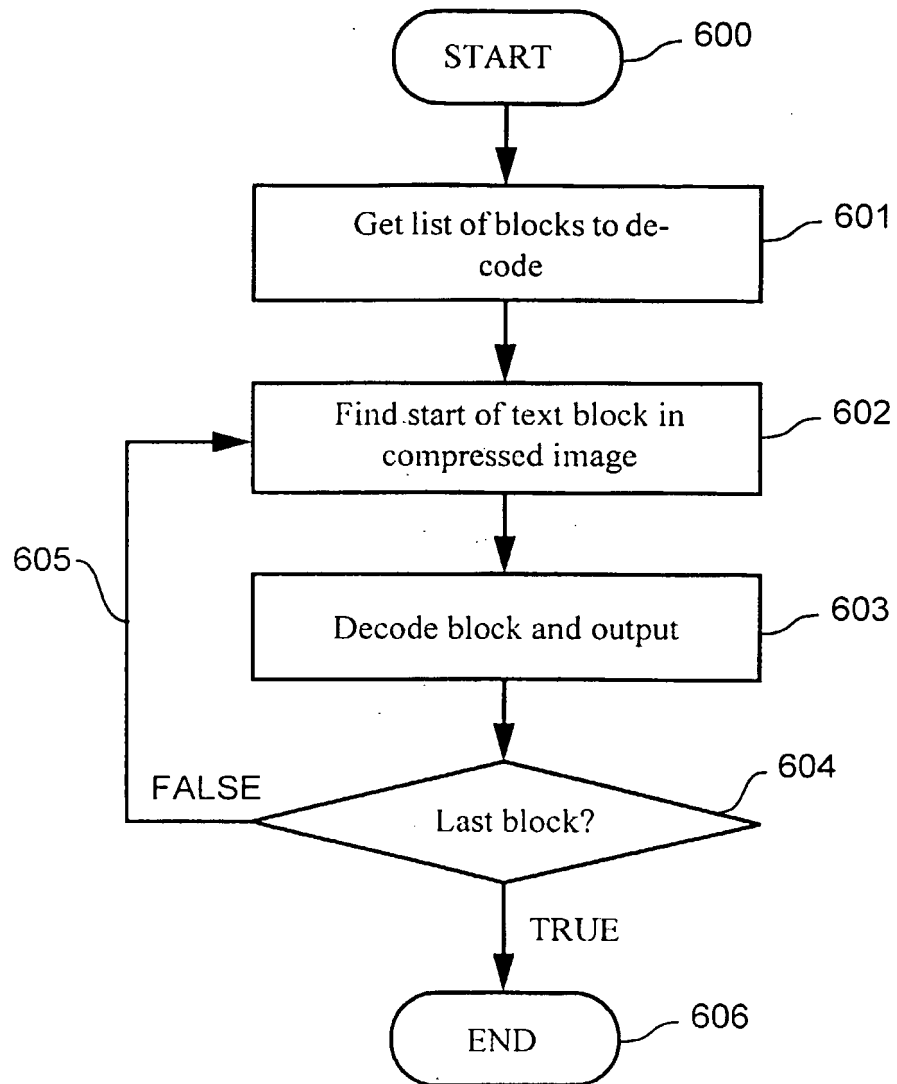 START
600
Get list of blocks to de-
code
601
Find start of text block in
compressed image
602
605
Decode block and output
603
FALSE
Last block?
604
TRUE
END
606